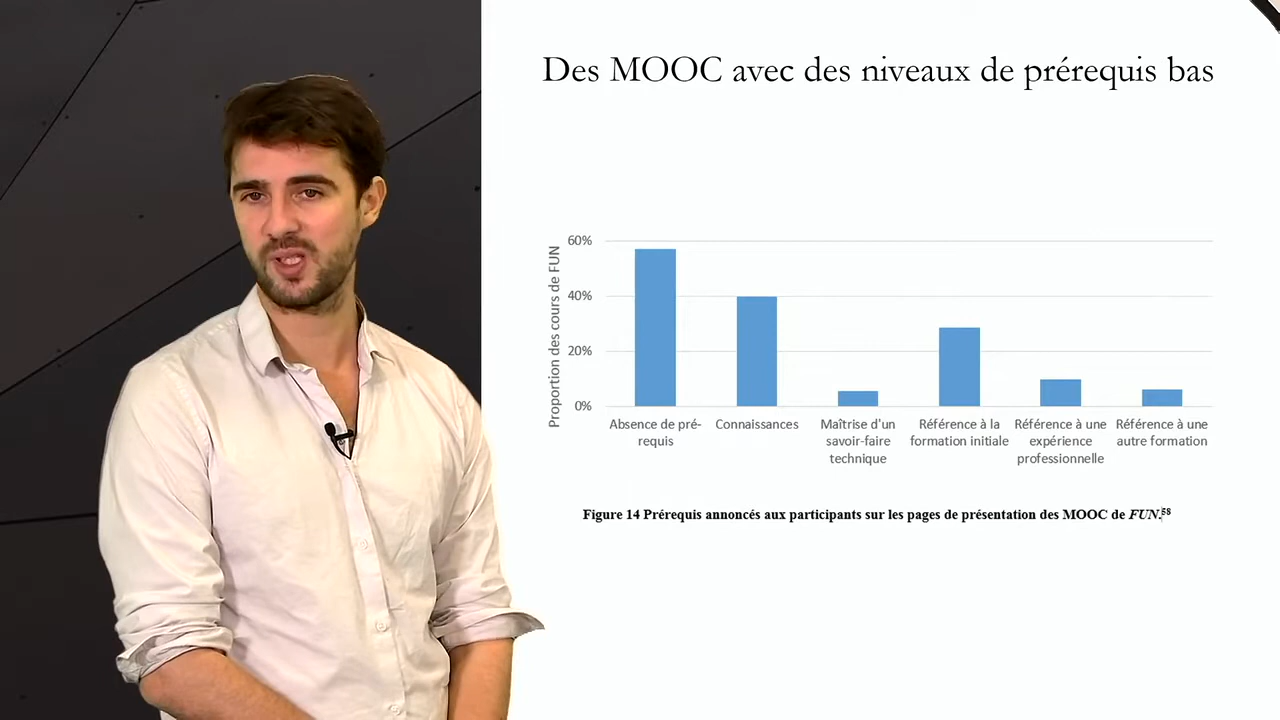 Des MOOC avec des niveaux de prérequis bas
Proportion des cours de FUN
60%
40%
20%
0%
Absence de pré-
requis
Connaissances
Maîtrise d'un
savoir-faire
technique
Référence à la
formation initiale
Référence à une
expérience
professionnelle
Référence à une
autre formation
Figure 14 Prérequis annoncés aux participants sur les pages de présentation des MOOC de FUN.58